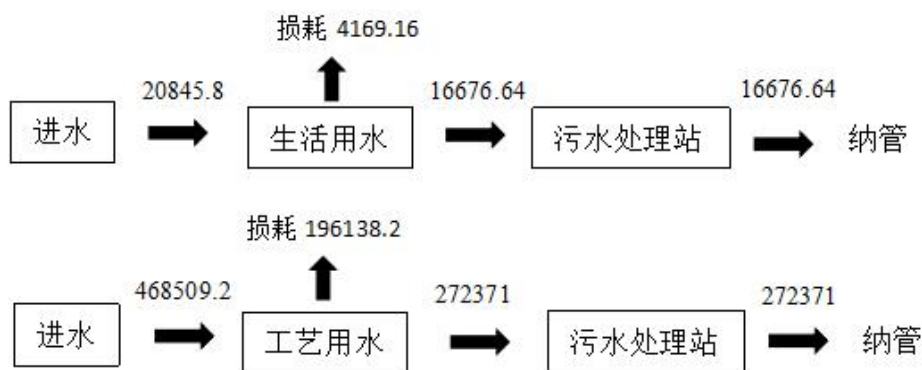 损耗 4169.16
20845.8 16676.64 16676.64
进水 生活用水 污水处理站 纳管
损耗 196138.2
468509.2 272371 272371
进水 工艺用水 污水处理站 纳管